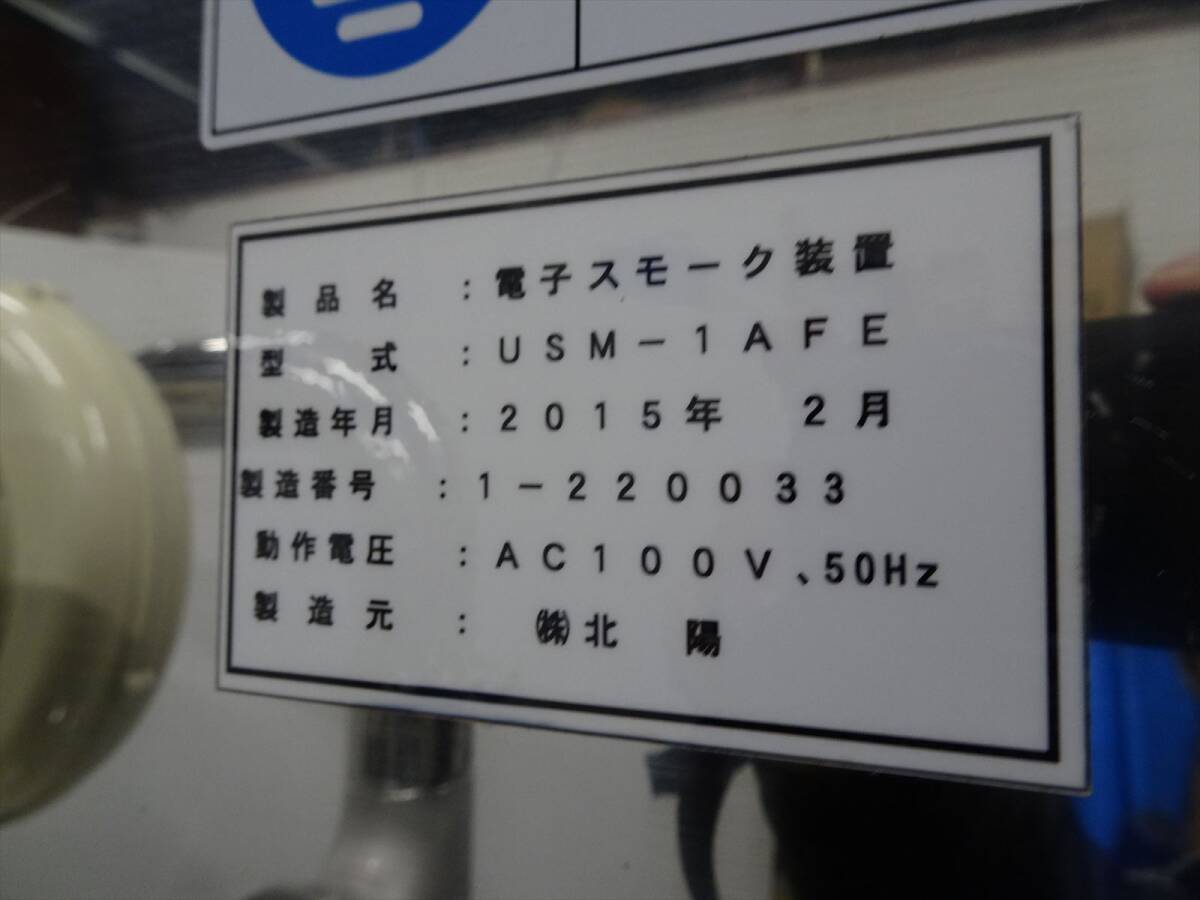 製品名 : 電子スモーク装置
型式 : USM-1AFE
製造年月 : 2015年 2月
製造番号 : 1-220033
動作電圧 : AC100V、50Hz
製造元 : ㈱北陽